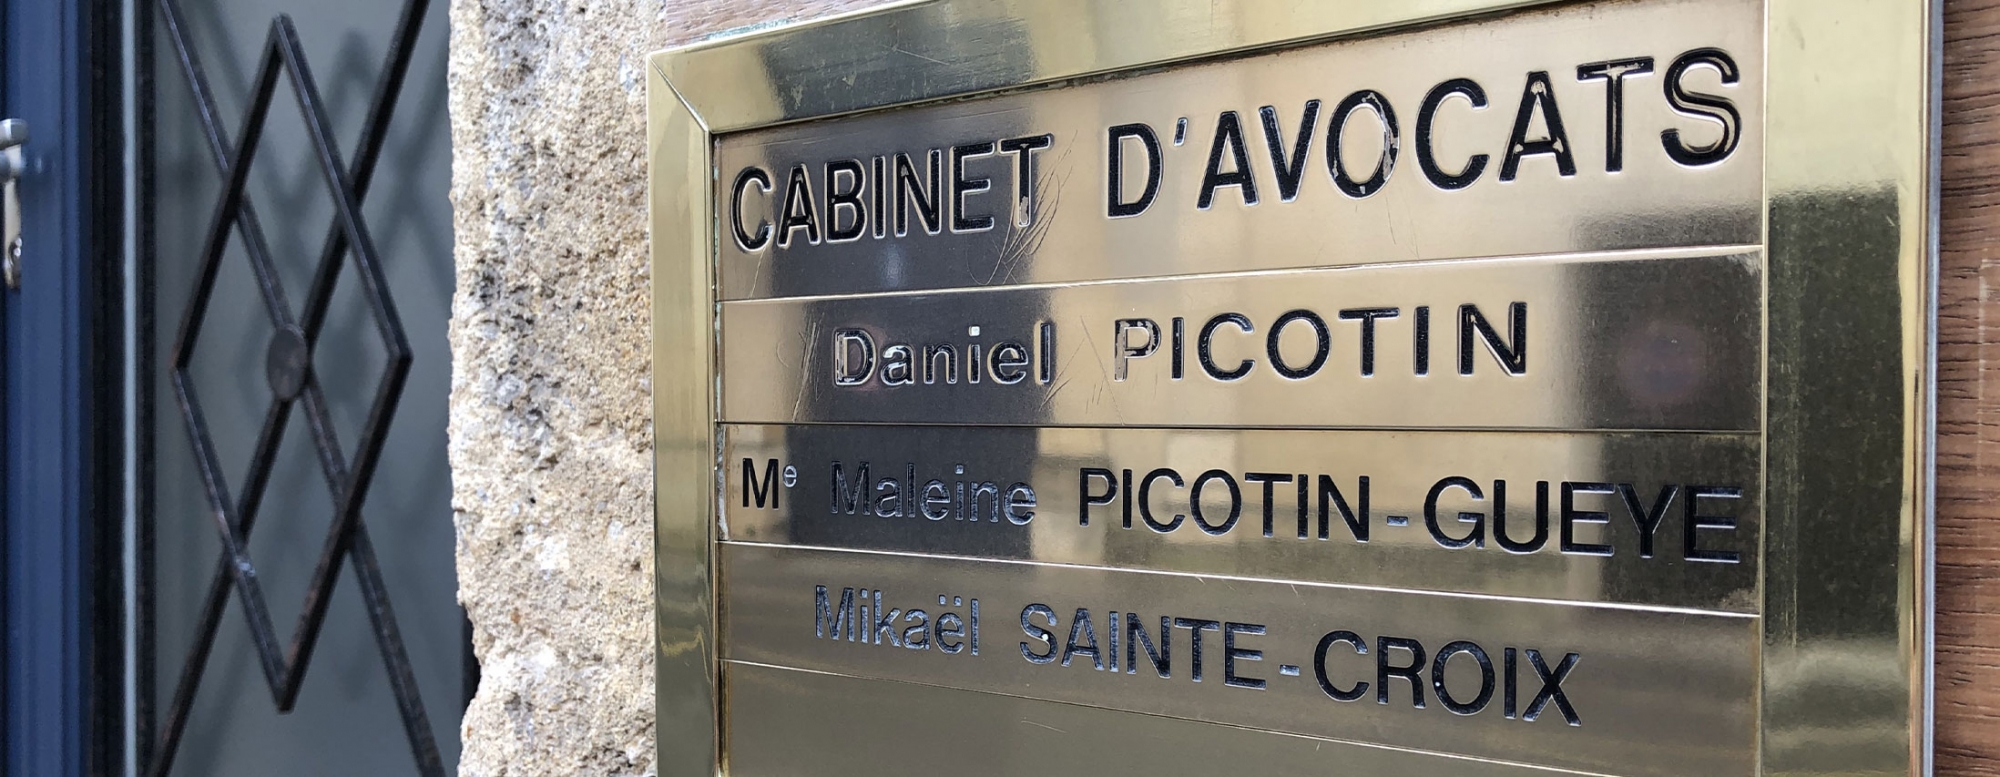 CABINET D'AVOCATS
Daniel PICOTIN
Me Maleine PICOTIN-GUEYE
Mikaël SAINTE-CROIX